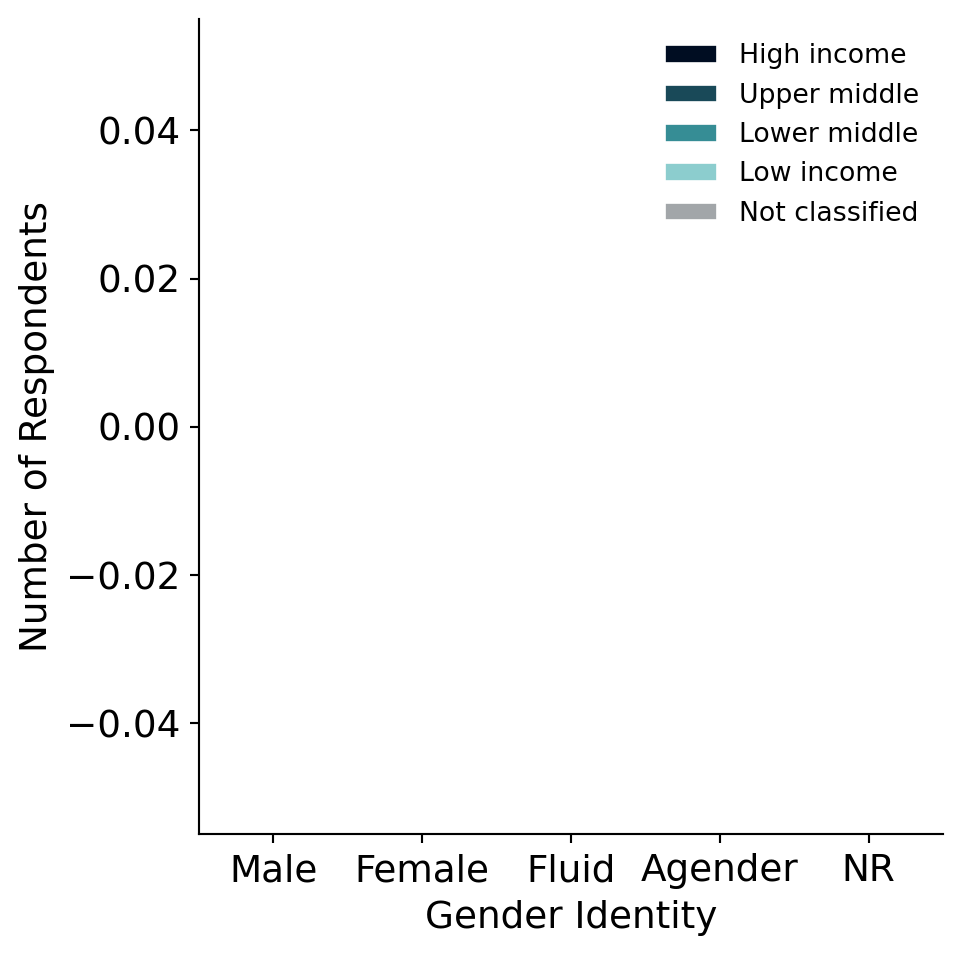 High income
Upper middle
Lower middle
Low income
Not classified
0.04
0.02
0.00
−0.02
−0.04
Number of Respondents
Male Female Fluid Agender NR
Gender Identity